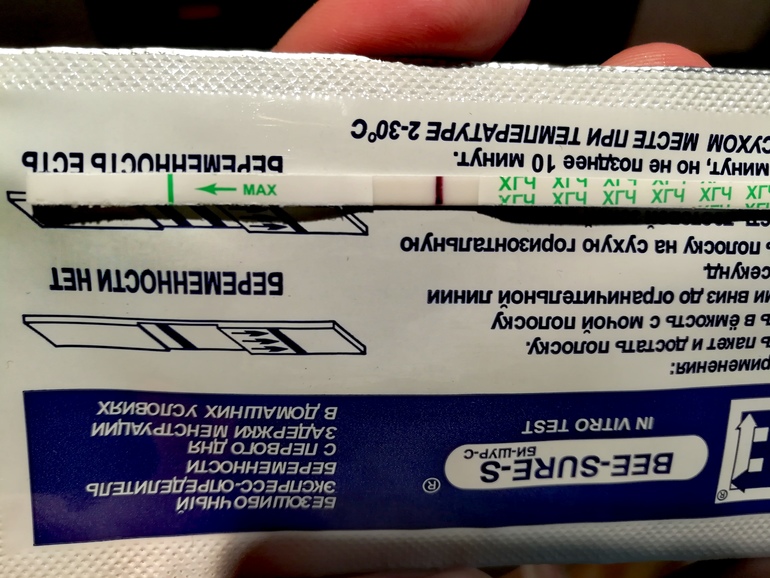 BEE-SURE-S ®
БИ-ШУР-С
IN VITRO TEST
БЕЗОШИБОЧНЫЙ
ЭКСПРЕСС-ОПРЕДЕЛИТЕЛЬ
БЕРЕМЕННОСТИ
С ПЕРВОГО ДНЯ
ЗАДЕРЖКИ МЕНСТРУАЦИИ
В ДОМАШНИХ УСЛОВИЯХ
рименения:
ь пакет и достать полоску.
ь в ёмкость с мочой полоску
и вниз до ограничительной линии
секунд.
ь полоску на сухую горизонтальную
минут, но не позднее 10 минут.
СУХОМ МЕСТЕ ПРИ ТЕМПЕРАТУРЕ 2-30°C
БЕРЕМЕННОСТИ НЕТ
БЕРЕМЕННОСТЬ ЕСТЬ
MAX
ХГЧ ХГЧ ХГЧ ХГЧ ХГЧ ХГЧ